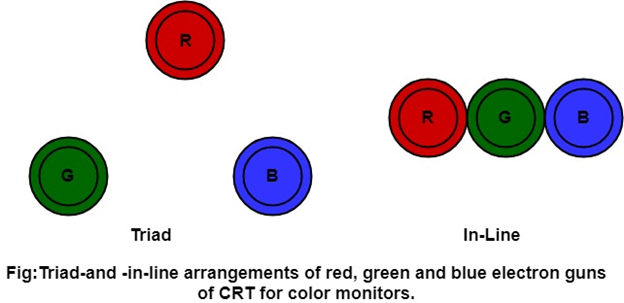 R
R G B
G B
Triad In-Line
Fig:Triad-and -in-line arrangements of red, green and blue electron guns
of CRT for color monitors.